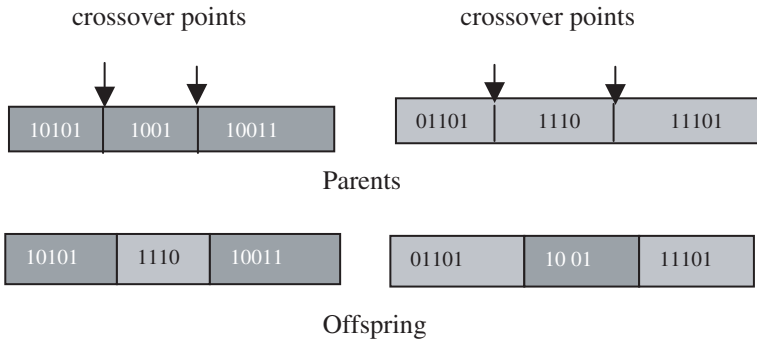 crossover points crossover points
10101 1001 10011 01101 1110 11101
Parents
10101 1110 10011 01101 10 01 11101
Offspring